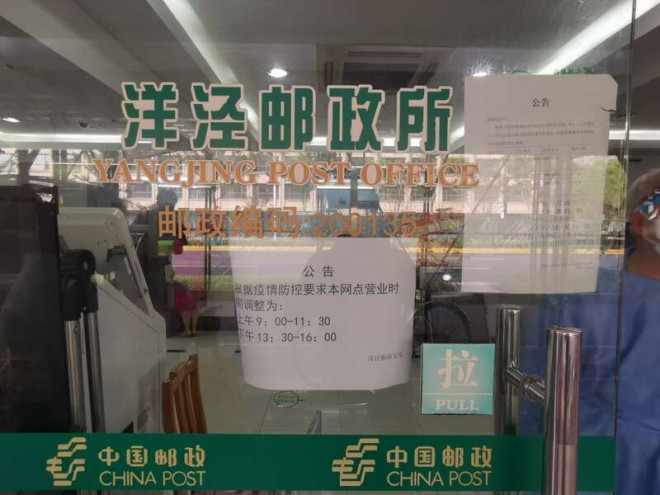 洋泾邮政所
YANGJING POST OFFICE
邮政编码:200135
公告
公 告
根据疫情防控要求本网点营业时
间调整为:
上午9:00-11:30
下午13:30-16:00
拉
PULL
中国邮政
CHINA POST
中国邮政
CHINA POST